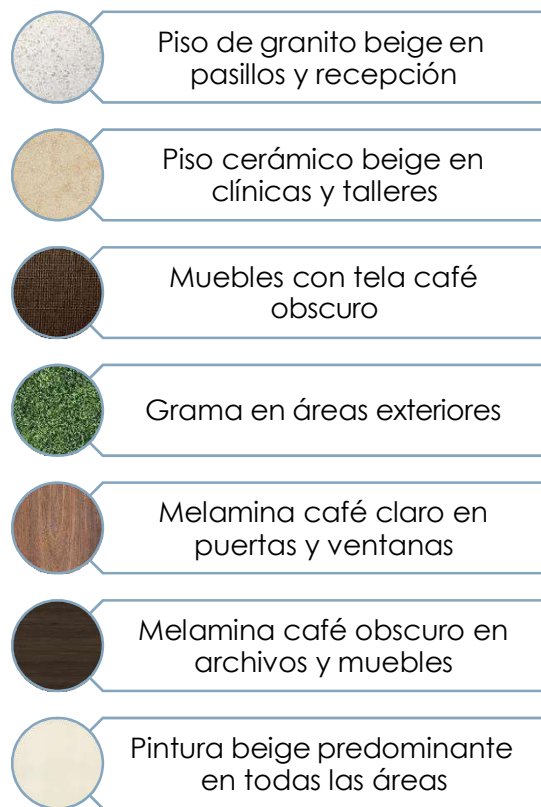 Piso de granito beige en
pasillos y recepción
Piso cerámico beige en
clínicas y talleres
Muebles con tela café
obscuro
Grama en áreas exteriores
Melamina café claro en
puertas y ventanas
Melamina café obscuro en
archivos y muebles
Pintura beige predominante
en todas las áreas